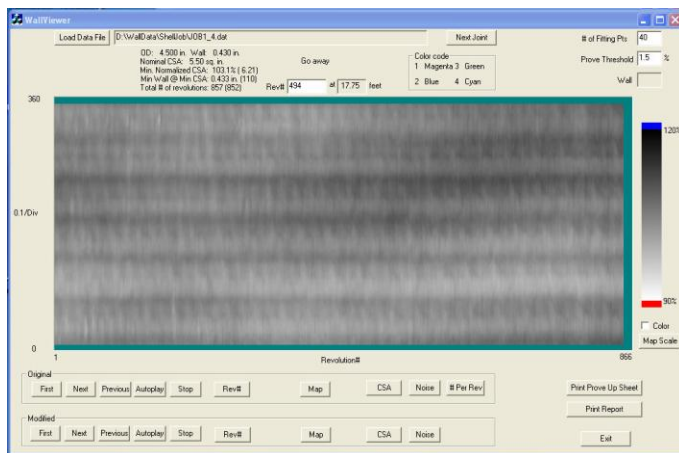 WallViewer
Load Data File D:\WallData\ShellJob\JOB1_4.dat Next Joint # of Fitting Pts 40
OD: 4.500 in. Wall: 0.430 in.
Nominal CSA: 5.50 sq. in.
Min. Normalized CSA: 103.1% ( 6.21)
Min Wall @ Min CSA: 0.433 in. (110)
Total # of revolutions: 857 (852)
Go away
Rev# 494 at 17.75 feet
Color code
1 Magenta 3 Green
2 Blue 4 Cyan
Prove Threshold 1.5 %
Wall
360
0.1/Div
0
1 Revolution# 866
120%
90%
Color
Map Scale
Original
First Next Previous Autoplay Stop Rev# Map CSA Noise # Per Rev
Modified
First Next Previous Autoplay Stop Rev# Map CSA Noise
Print Prove Up Sheet
Print Report
Exit